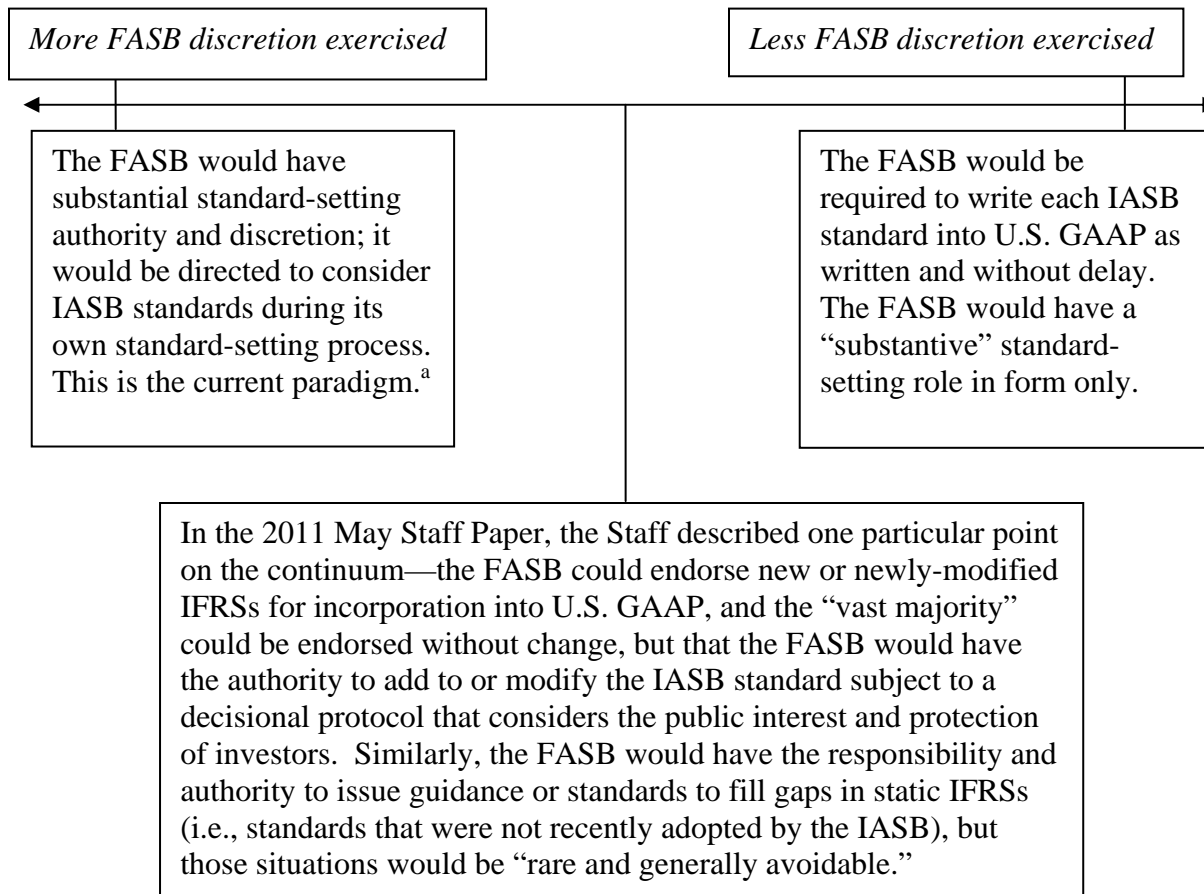 More FASB discretion exercised
Less FASB discretion exercised
The FASB would have
substantial standard-setting
authority and discretion; it
would be directed to consider
IASB standards during its
own standard-setting process.
This is the current paradigm.a
The FASB would be
required to write each IASB
standard into U.S. GAAP as
written and without delay.
The FASB would have a
“substantive” standard-
setting role in form only.
In the 2011 May Staff Paper, the Staff described one particular point
on the continuum—the FASB could endorse new or newly-modified
IFRSs for incorporation into U.S. GAAP, and the “vast majority”
could be endorsed without change, but that the FASB would have
the authority to add to or modify the IASB standard subject to a
decisional protocol that considers the public interest and protection
of investors.  Similarly, the FASB would have the responsibility and
authority to issue guidance or standards to fill gaps in static IFRSs
(i.e., standards that were not recently adopted by the IASB), but
those situations would be “rare and generally avoidable.”